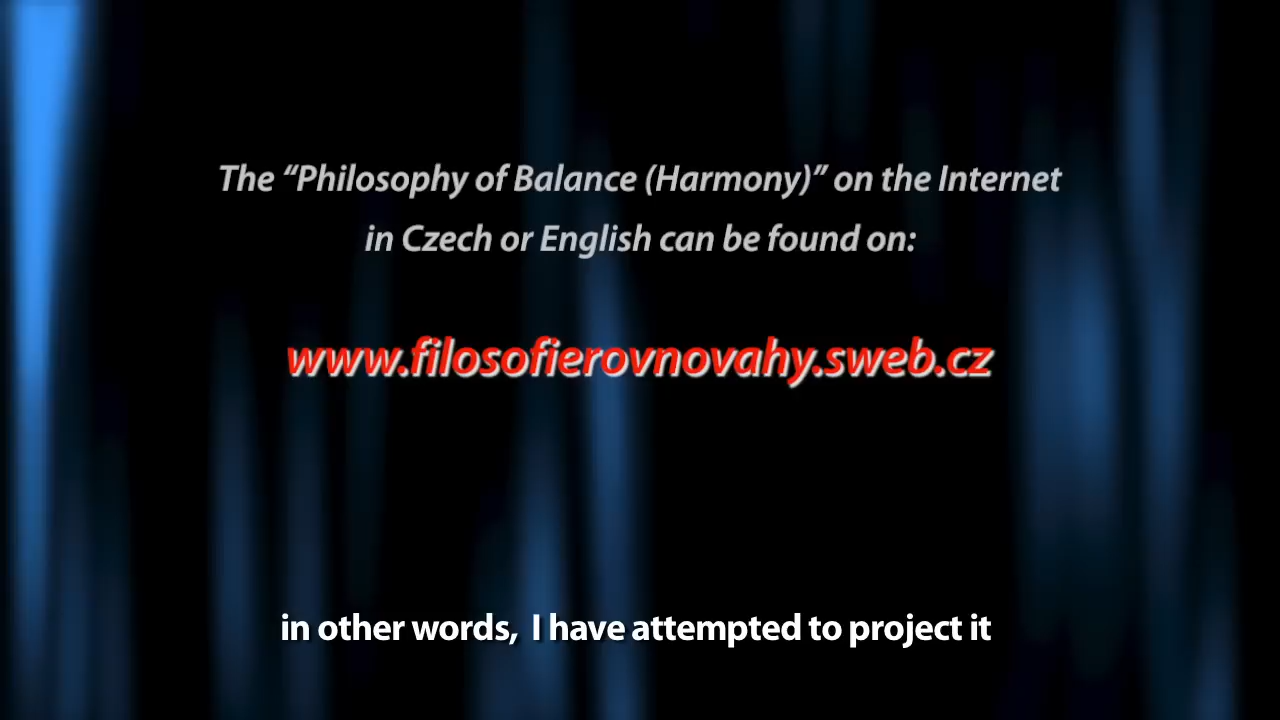 The “Philosophy of Balance (Harmony)” on the Internet
in Czech or English can be found on:
www.filosofierovnovahy.sweb.cz
in other words, I have attempted to project it